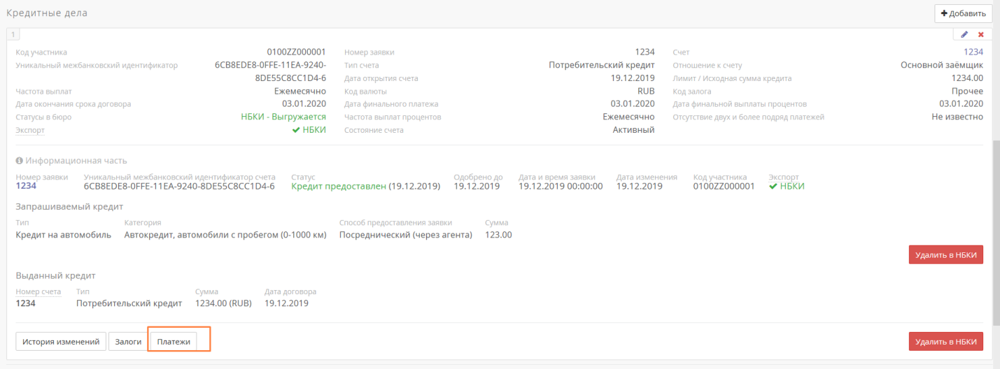 Кредитные дела
Добавить
1
Код участника 0100ZZ000001 Номер заявки 1234 Счет 1234
Уникальный межбанковский идентификатор 6CB8EDE8-0FFE-11EA-9240- Тип счета Потребительский кредит Отношение к счету Основной заёмщик
8DE55C8CC1D4-6 Дата открытия счета 19.12.2019 Лимит / Исходная сумма кредита 1234.00
Частота выплат Ежемесячно Код валюты RUB Код залога Прочее
Дата окончания срока договора 03.01.2020 Дата финального платежа 03.01.2020 Дата финальной выплаты процентов 03.01.2020
Статусы в бюро НБКИ - Выгружается Частота выплат процентов Ежемесячно Отсутствие двух и более подряд платежей Не известно
Экспорт НБКИ Состояние счета Активный
Информационная часть
Номер заявки Уникальный межбанковский идентификатор счета Статус Одобрено до Дата и время заявки Дата изменения Код участника Экспорт
1234 6CB8EDE8-0FFE-11EA-9240-8DE55C8CC1D4-6 Кредит предоставлен (19.12.2019) 19.12.2019 19.12.2019 00:00:00 19.12.2019 0100ZZ000001 НБКИ
Запрашиваемый кредит
Тип Категория Способ предоставления заявки Сумма
Кредит на автомобиль Автокредит, автомобили с пробегом (0-1000 км) Посреднический (через агента) 123.00
Удалить в НБКИ
Выданный кредит
Номер счета Тип Сумма Дата договора
1234 Потребительский кредит 1234.00 (RUB) 19.12.2019
История изменений Залоги Платежи Удалить в НБКИ